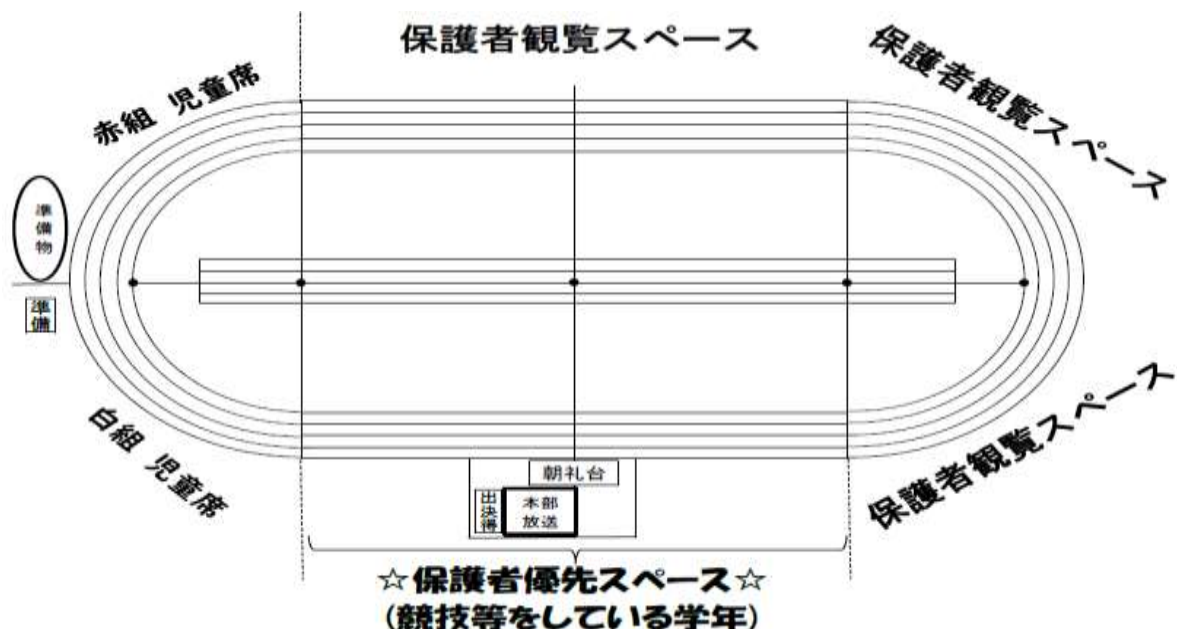 保護者観覧スペース
保護者観覧スペース
赤組 児童席
準備物
準備
白組 児童席
朝礼台
出決得
本部
放送
保護者観覧スペース
☆保護者優先スペース☆
(競技等をしている学年)